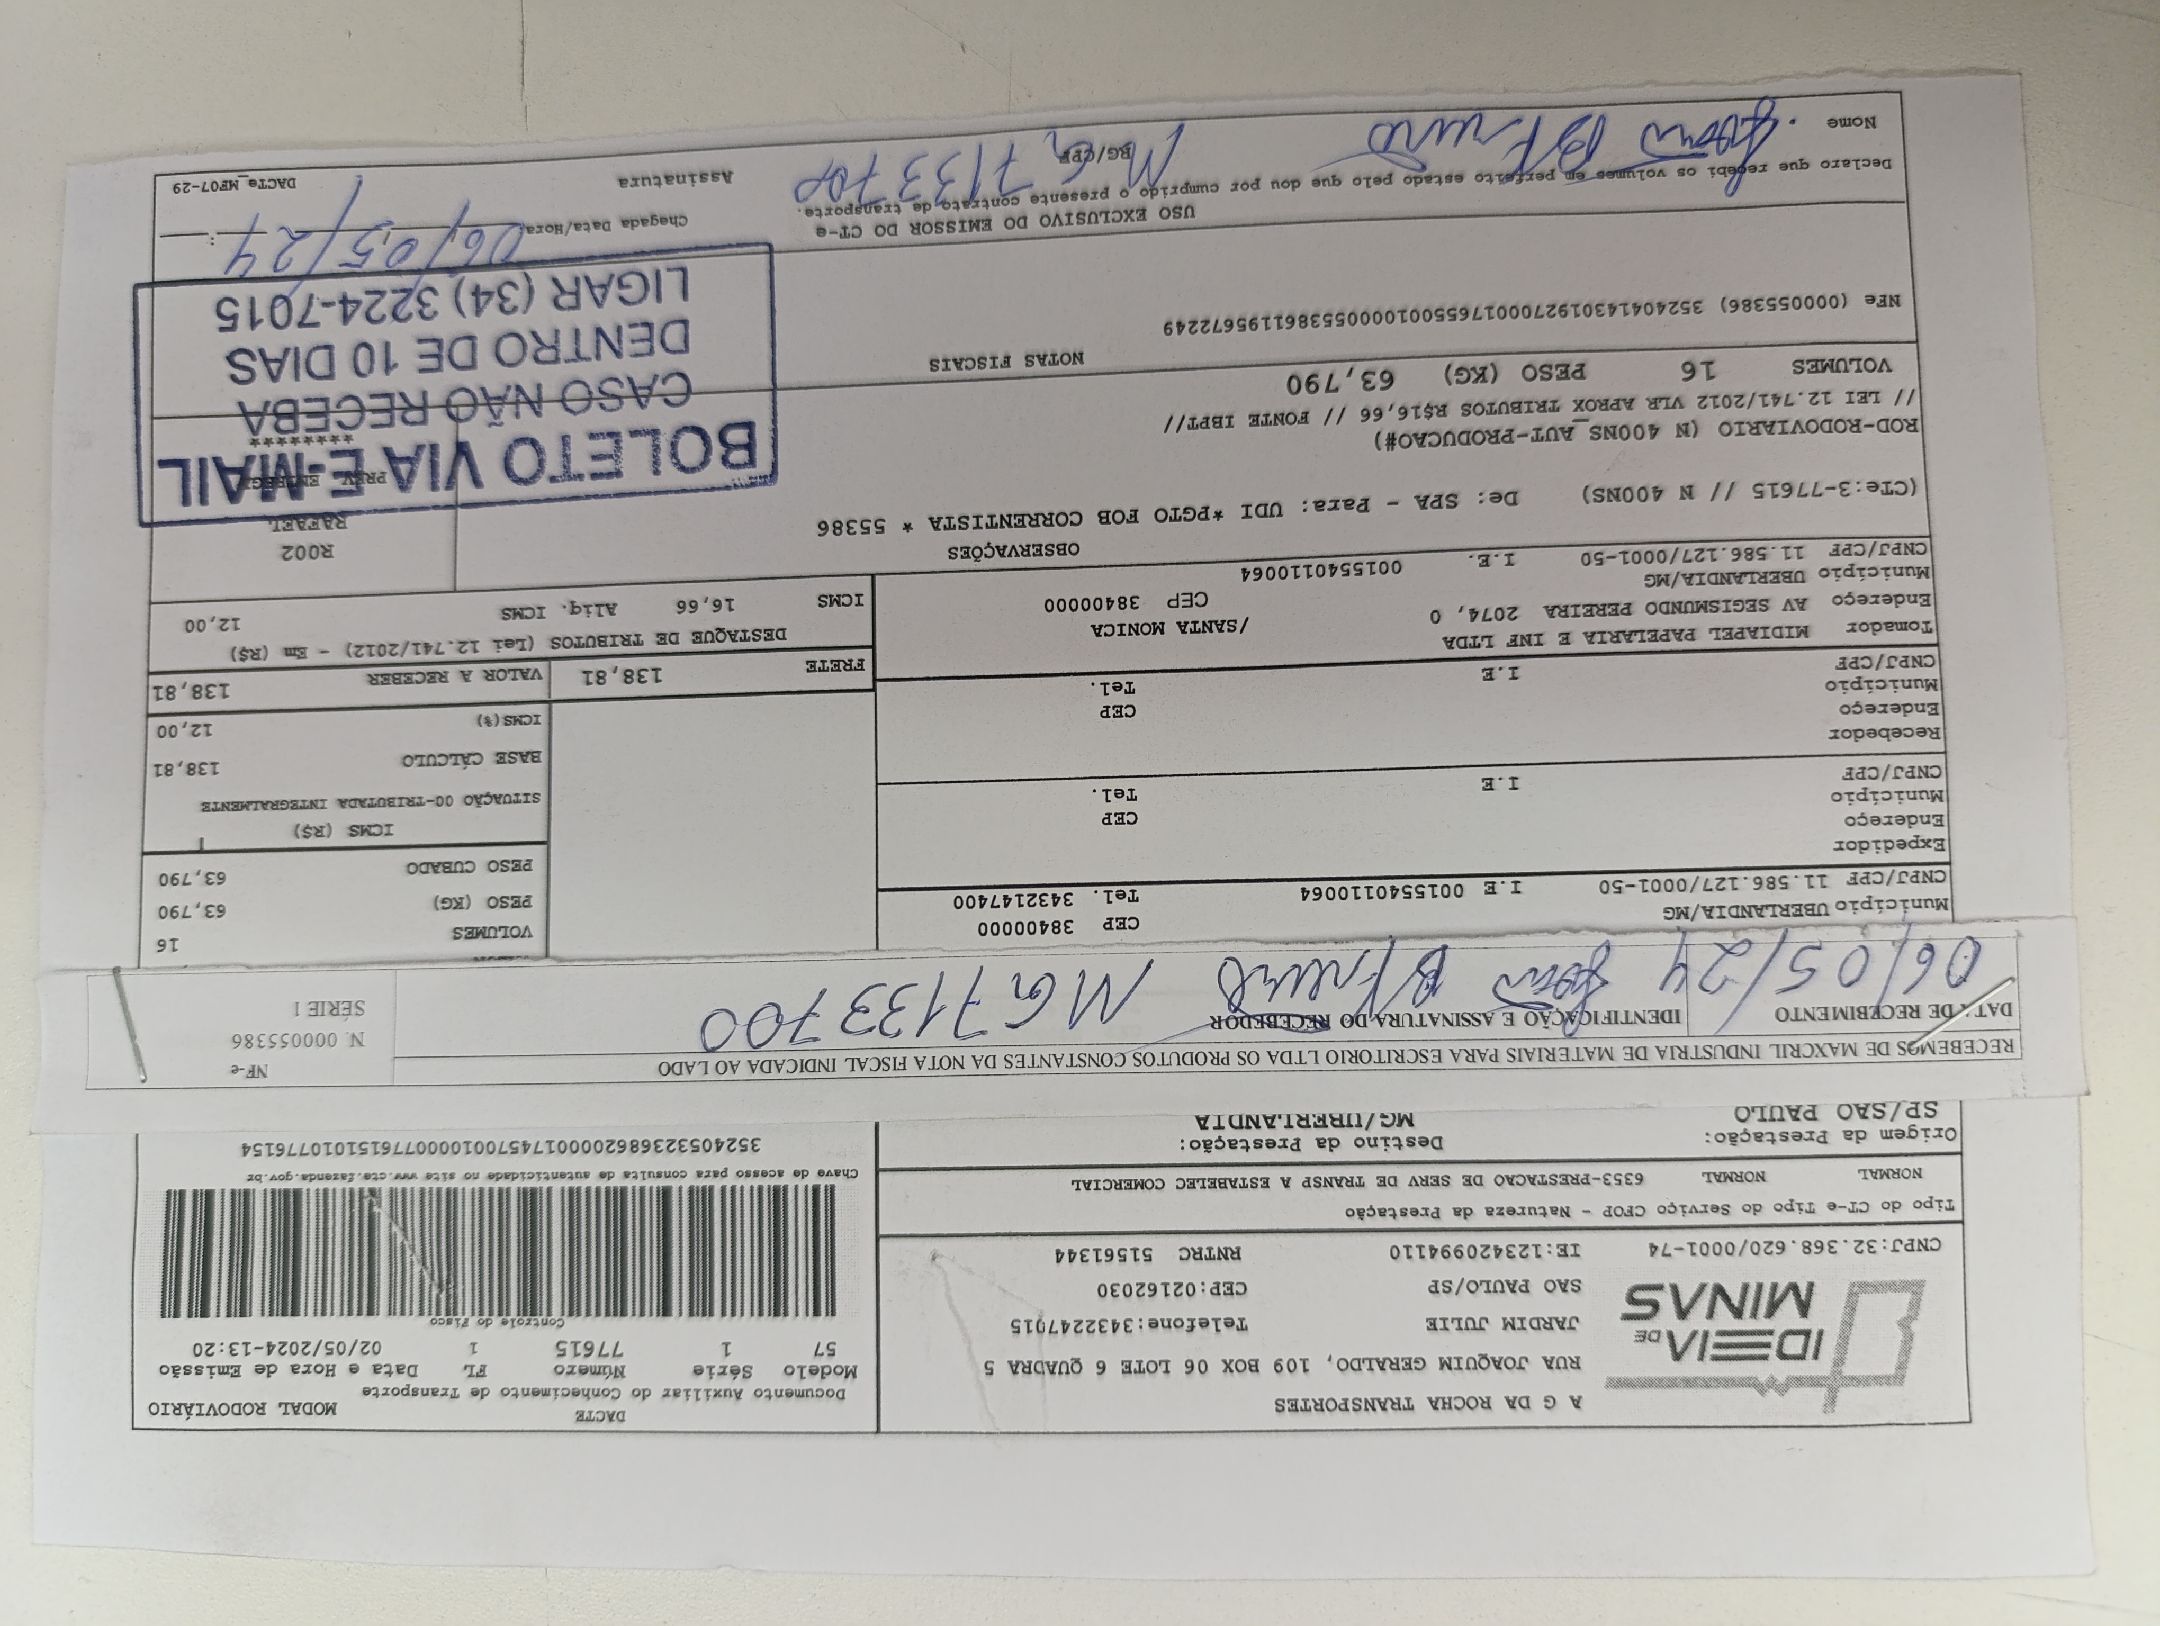 A G DA ROCHA TRANSPORTES
IDEIA DE
MINAS
RUA JOAQUIM GERALDO, 109 BOX 06 LOTE 6 QUADRA 5
JARDIM JULIE Telefone:3432247015
SAO PAULO/SP CEP:02162030
CNPJ:32.368.620/0001-74 IE:123420994110 RNTRC 51561344
DACTE MODAL RODOVIÁRIO
Documento Auxiliar do Conhecimento de Transporte
Modelo Série Número FL Data e Hora de Emissão
57 1 77615 1 02/05/2024-13:20
Controle do Fisco
Chave de acesso para consulta de autenticidade no site www.cte.fazenda.gov.br
Tipo do CT-e Tipo do Serviço CFOP - Natureza da Prestação
NORMAL NORMAL 6353-PRESTACAO DE SERV DE TRANSP A ESTABELEC COMERCIAL
Origem da Prestação: Destino da Prestação:
SP/SAO PAULO MG/UBERLANDIA
35240532368620000174570010000776151010776154
RECEBEMOS DE MAXCRIL INDUSTRIA DE MATERIAIS PARA ESCRITORIO LTDA OS PRODUTOS CONSTANTES DA NOTA FISCAL INDICADA AO LADO
DATA DE RECEBIMENTO IDENTIFICAÇÃO E ASSINATURA DO RECEBEDOR
06/05/24 MG 7133700
NF-e
N. 000055386
SÉRIE 1
Município UBERLANDIA/MG CEP 38400000
CNPJ/CPF 11.586.127/0001-50 I.E 0015540110064 Tel. 3432147400
Expedidor
Endereço CEP
Município Tel.
CNPJ/CPF I.E
Recebedor
Endereço CEP
Município Tel.
CNPJ/CPF I.E
Tomador MIDIAPEL PAPELARIA E INF LTDA
Endereço AV SEGISMUNDO PEREIRA 2074, 0 /SANTA MONICA
Município UBERLANDIA/MG CEP 38400000
CNPJ/CPF 11.586.127/0001-50 I.E. 0015540110064
VOLUMES 16
PESO (KG) 63,790
PESO CUBADO 63,790
ICMS (R$)
SITUAÇÃO 00-TRIBUTADA INTEGRALMENTE
BASE CÁLCULO 138,81
ICMS(%) 12,00
FRETE 138,81 VALOR A RECEBER 138,81
DESTAQUE DE TRIBUTOS (Lei 12.741/2012) - Em (R$)
ICMS 16,66 Aliq. ICMS 12,00
OBSERVAÇÕES
(CTe:3-77615 // N 400NS) De: SPA - Para: UDI *PGTO FOB CORRENTISTA * 55386
ROD-RODOVIARIO (N 400NS_AUT-PRODUCAO#)
// LEI 12.741/2012 VLR APROX TRIBUTOS R$16,66 // FONTE IBPT//
VOLUMES 16 PESO (KG) 63,790
R002
RAFAEL
PREV ENTREGA
*********
BOLETO VIA E-MAIL
CASO NÃO RECEBA
DENTRO DE 10 DIAS
LIGAR (34) 3224-7015
NOTAS FISCAIS
NFe (000055386) 35240414301927000176550010000553861195672249
USO EXCLUSIVO DO EMISSOR DO CT-e
Declaro que recebi os volumes em perfeito estado pelo que dou por cumprido o presente contrato de transporte.
Nome BG/CPF MG 7133700
Chegada Data/Hora 06/05/24 :
Assinatura
DACTe_MF07-29